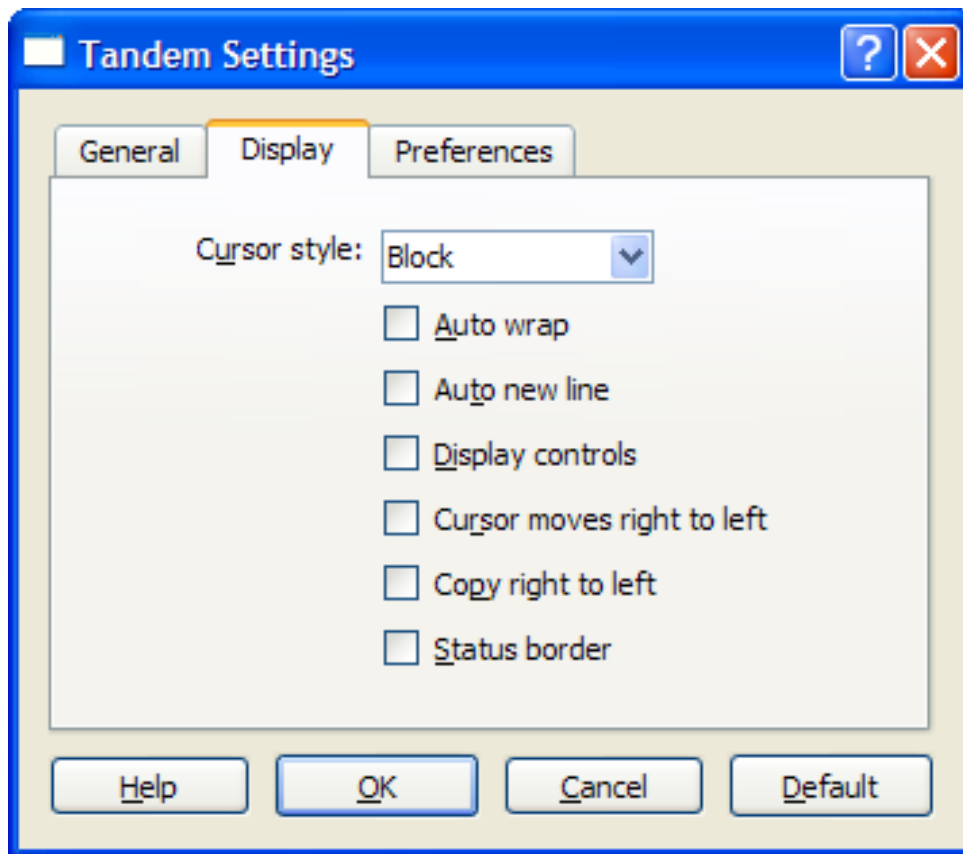 Tandem Settings
General Display Preferences
Cursor style: Block
Auto wrap
Auto new line
Display controls
Cursor moves right to left
Copy right to left
Status border
Help OK Cancel Default